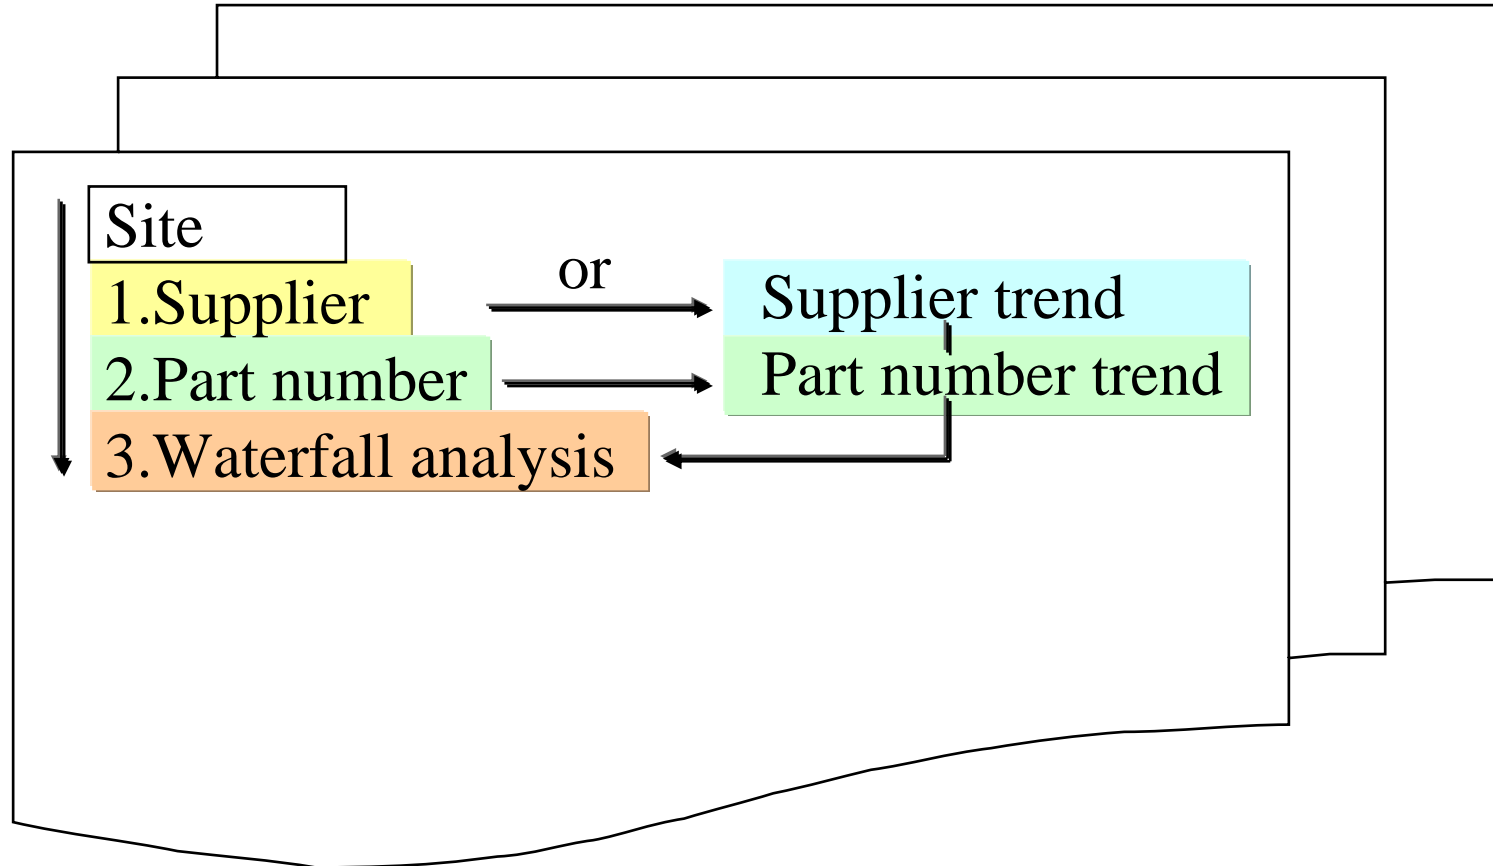 Site
or
1.Supplier
Supplier trend
2.Part number
Part number trend
3.Waterfall analysis